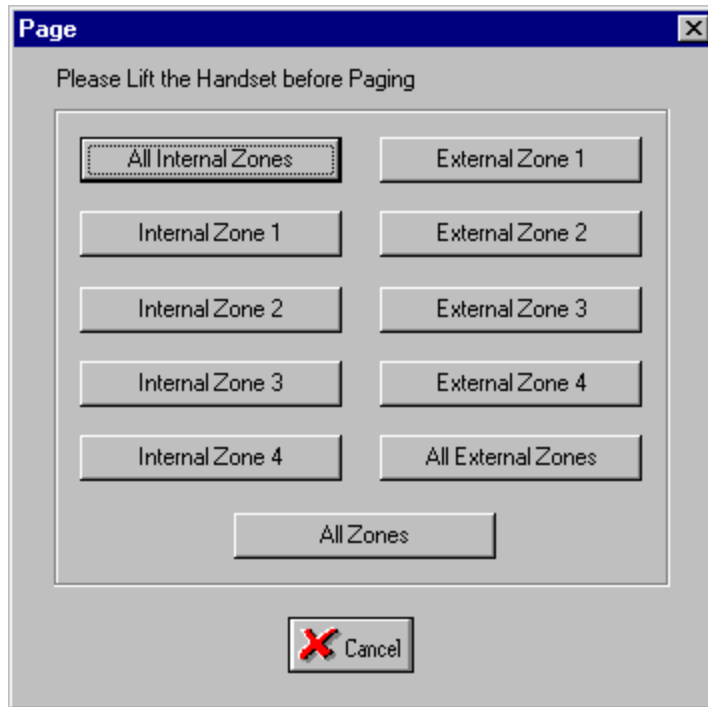 Page
Please Lift the Handset before Paging
All Internal Zones
External Zone 1
Internal Zone 1
External Zone 2
Internal Zone 2
External Zone 3
Internal Zone 3
External Zone 4
Internal Zone 4
All External Zones
All Zones
Cancel